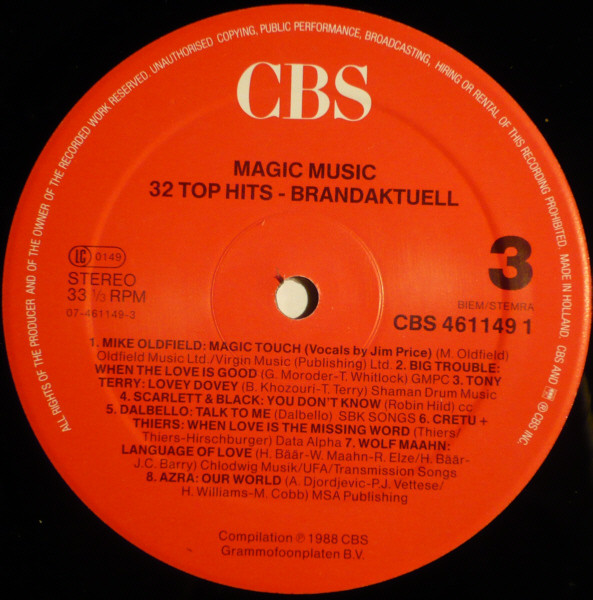 ALL RIGHTS OF THE PRODUCER AND OF THE OWNER OF THE RECORDED WORK RESERVED. UNAUTHORISED COPYING, PUBLIC PERFORMANCE, BROADCASTING, HIRING OR RENTAL OF THIS RECORDING PROHIBITED. MADE IN HOLLAND. CBS AND ® CBS INC.
CBS
MAGIC MUSIC
32 TOP HITS - BRANDAKTUELL
LC 0149
STEREO
33 1/3 RPM
07-461149-3
3
BIEM/STEMRA
CBS 461149 1
1. MIKE OLDFIELD: MAGIC TOUCH (Vocals by Jim Price) (M. Oldfield)
Oldfield Music Ltd./Virgin Music (Publishing) Ltd. 2. BIG TROUBLE:
WHEN THE LOVE IS GOOD (G. Moroder-T. Whitlock) GMPC 3. TONY
TERRY: LOVEY DOVEY (B. Khozouri-T. Terry) Shaman Drum Music
4. SCARLETT & BLACK: YOU DON'T KNOW (Robin Hild) cc
5. DALBELLO: TALK TO ME (Dalbello) SBK SONGS 6. CRETU +
THIERS: WHEN LOVE IS THE MISSING WORD (Thiers/
Thiers-Hirschburger) Data Alpha 7. WOLF MAAHN:
LANGUAGE OF LOVE (H. Bäär-W. Maahn-R. Elze/H. Bäär-
J.C. Barry) Chlodwig Musik/UFA/Transmission Songs
8. AZRA: OUR WORLD (A. Djordjevic-P.J. Vettese/
H. Williams-M. Cobb) MSA Publishing
Compilation ℗ 1988 CBS
Grammofoonplaten B.V.